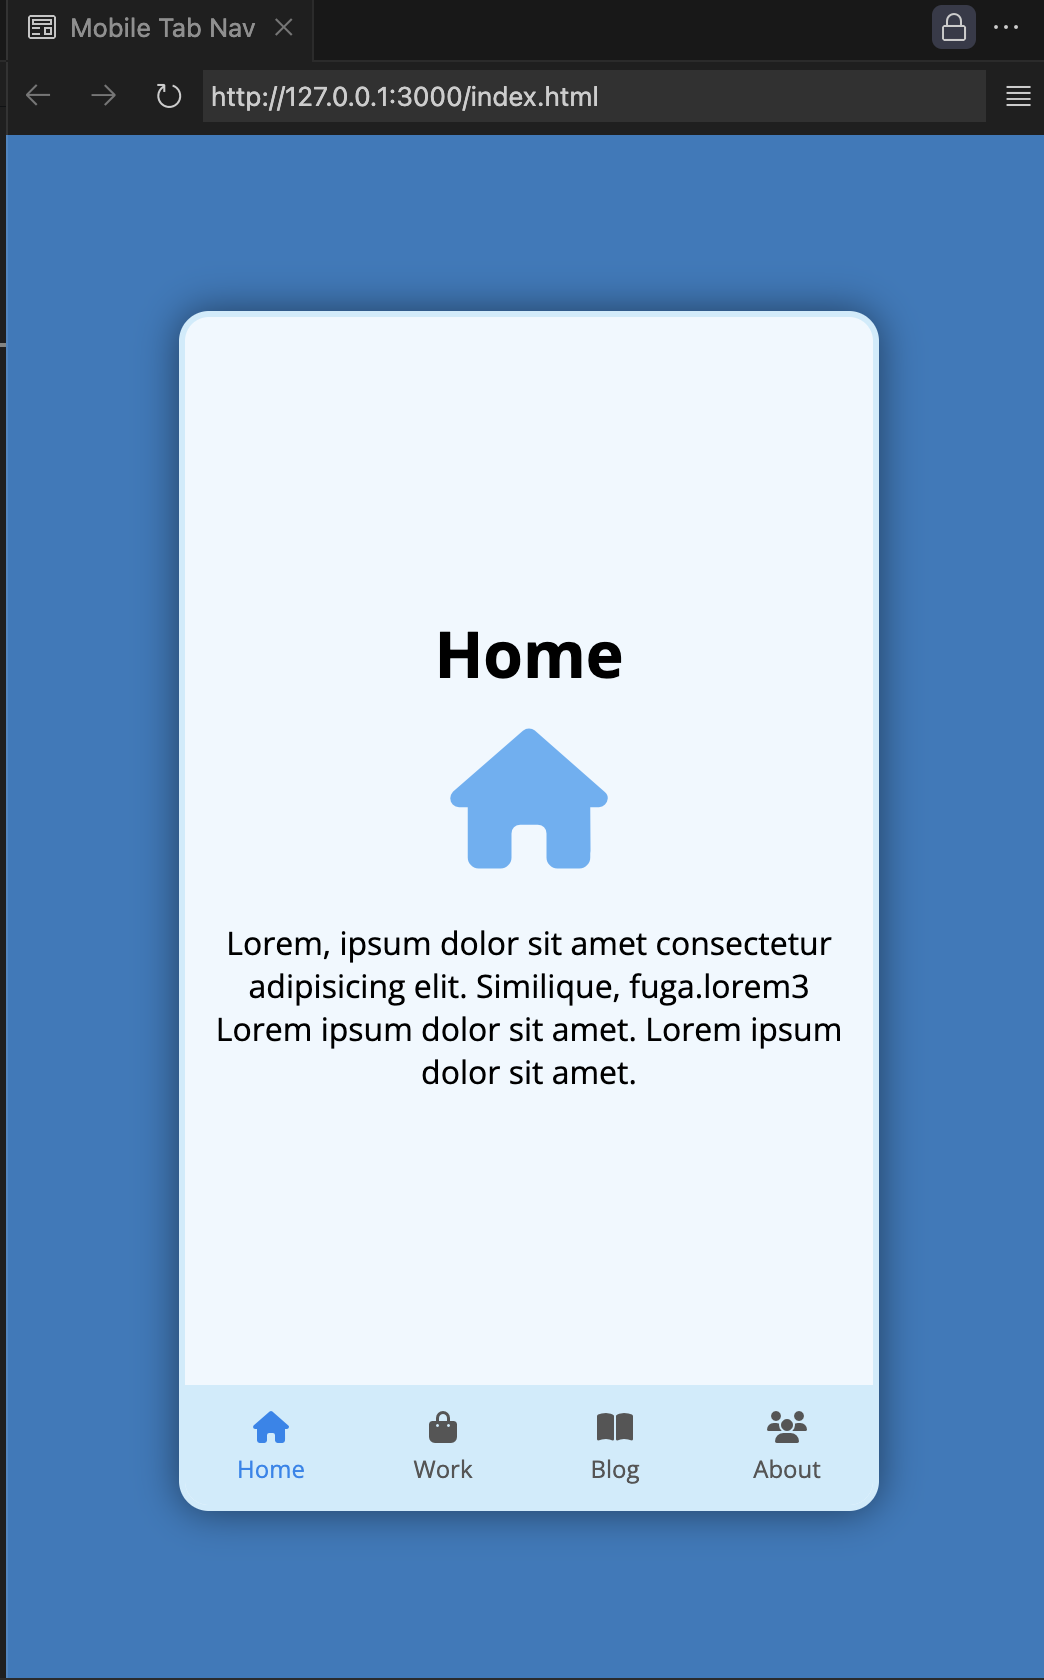 Mobile Tab Nav
http://127.0.0.1:3000/index.html
Home
Lorem, ipsum dolor sit amet consectetur
adipisicing elit. Similique, fuga.lorem3
Lorem ipsum dolor sit amet. Lorem ipsum
dolor sit amet.
Home
Work
Blog
About